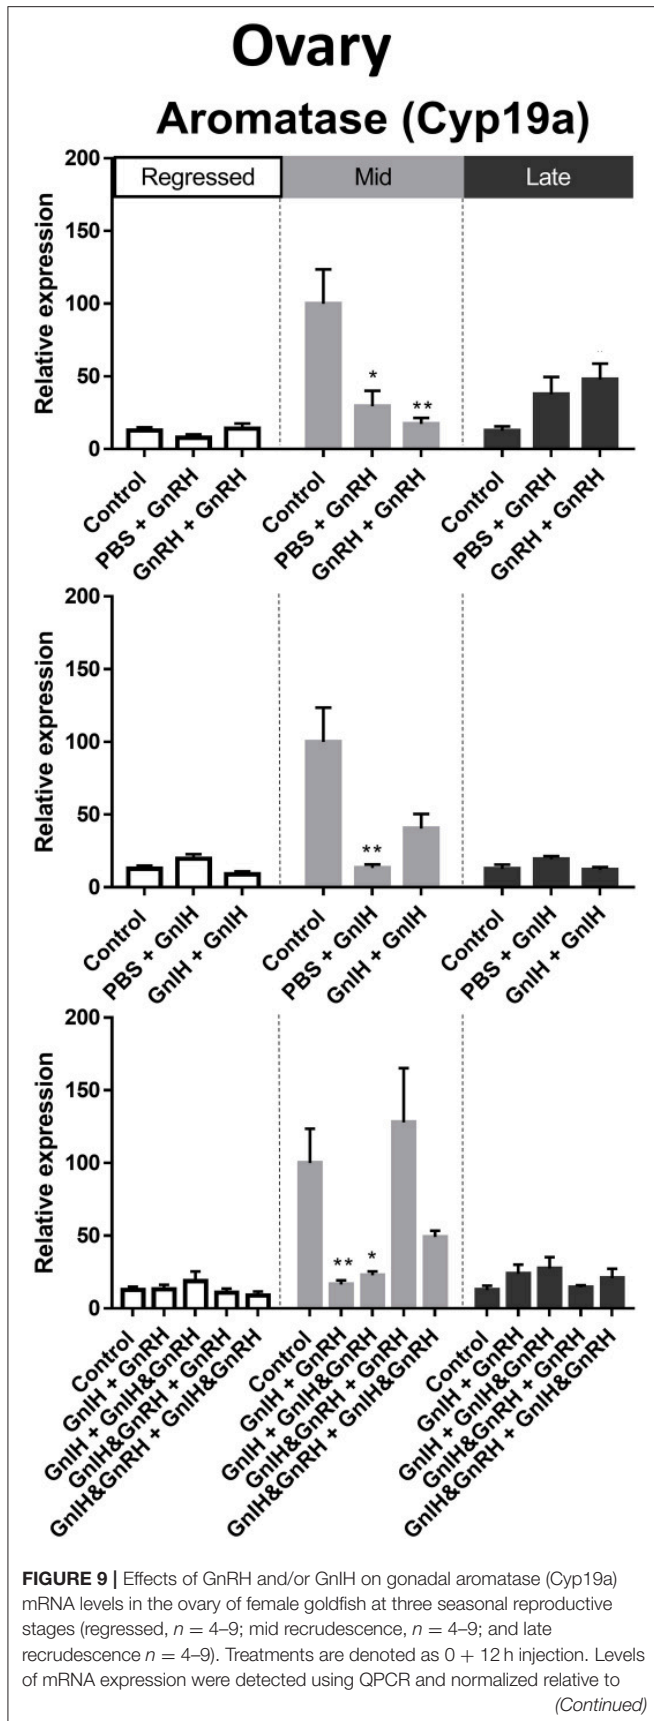 Ovary
Aromatase (Cyp19a)
Regressed
Mid
Late
Relative expression
200
150
100
50
0
*
**
Control
PBS + GnRH
GnRH + GnRH
Control
PBS + GnRH
GnRH + GnRH
Control
PBS + GnRH
GnRH + GnRH
Relative expression
200
150
100
50
0
**
Control
PBS + GnIH
GnIH + GnIH
Control
PBS + GnIH
GnIH + GnIH
Control
PBS + GnIH
GnIH + GnIH
Relative expression
200
150
100
50
0
**
*
Control
GnIH + GnRH
GnIH + GnIH&GnRH
GnIH&GnRH + GnRH
GnIH&GnRH + GnIH&GnRH
Control
GnIH + GnRH
GnIH + GnIH&GnRH
GnIH&GnRH + GnRH
GnIH&GnRH + GnIH&GnRH
Control
GnIH + GnRH
GnIH + GnIH&GnRH
GnIH&GnRH + GnRH
GnIH&GnRH + GnIH&GnRH
FIGURE 9 | Effects of GnRH and/or GnIH on gonadal aromatase (Cyp19a)
mRNA levels in the ovary of female goldfish at three seasonal reproductive
stages (regressed, n = 4–9; mid recrudescence, n = 4–9; and late
recrudescence n = 4–9). Treatments are denoted as 0 + 12 h injection. Levels
of mRNA expression were detected using QPCR and normalized relative to
(Continued)